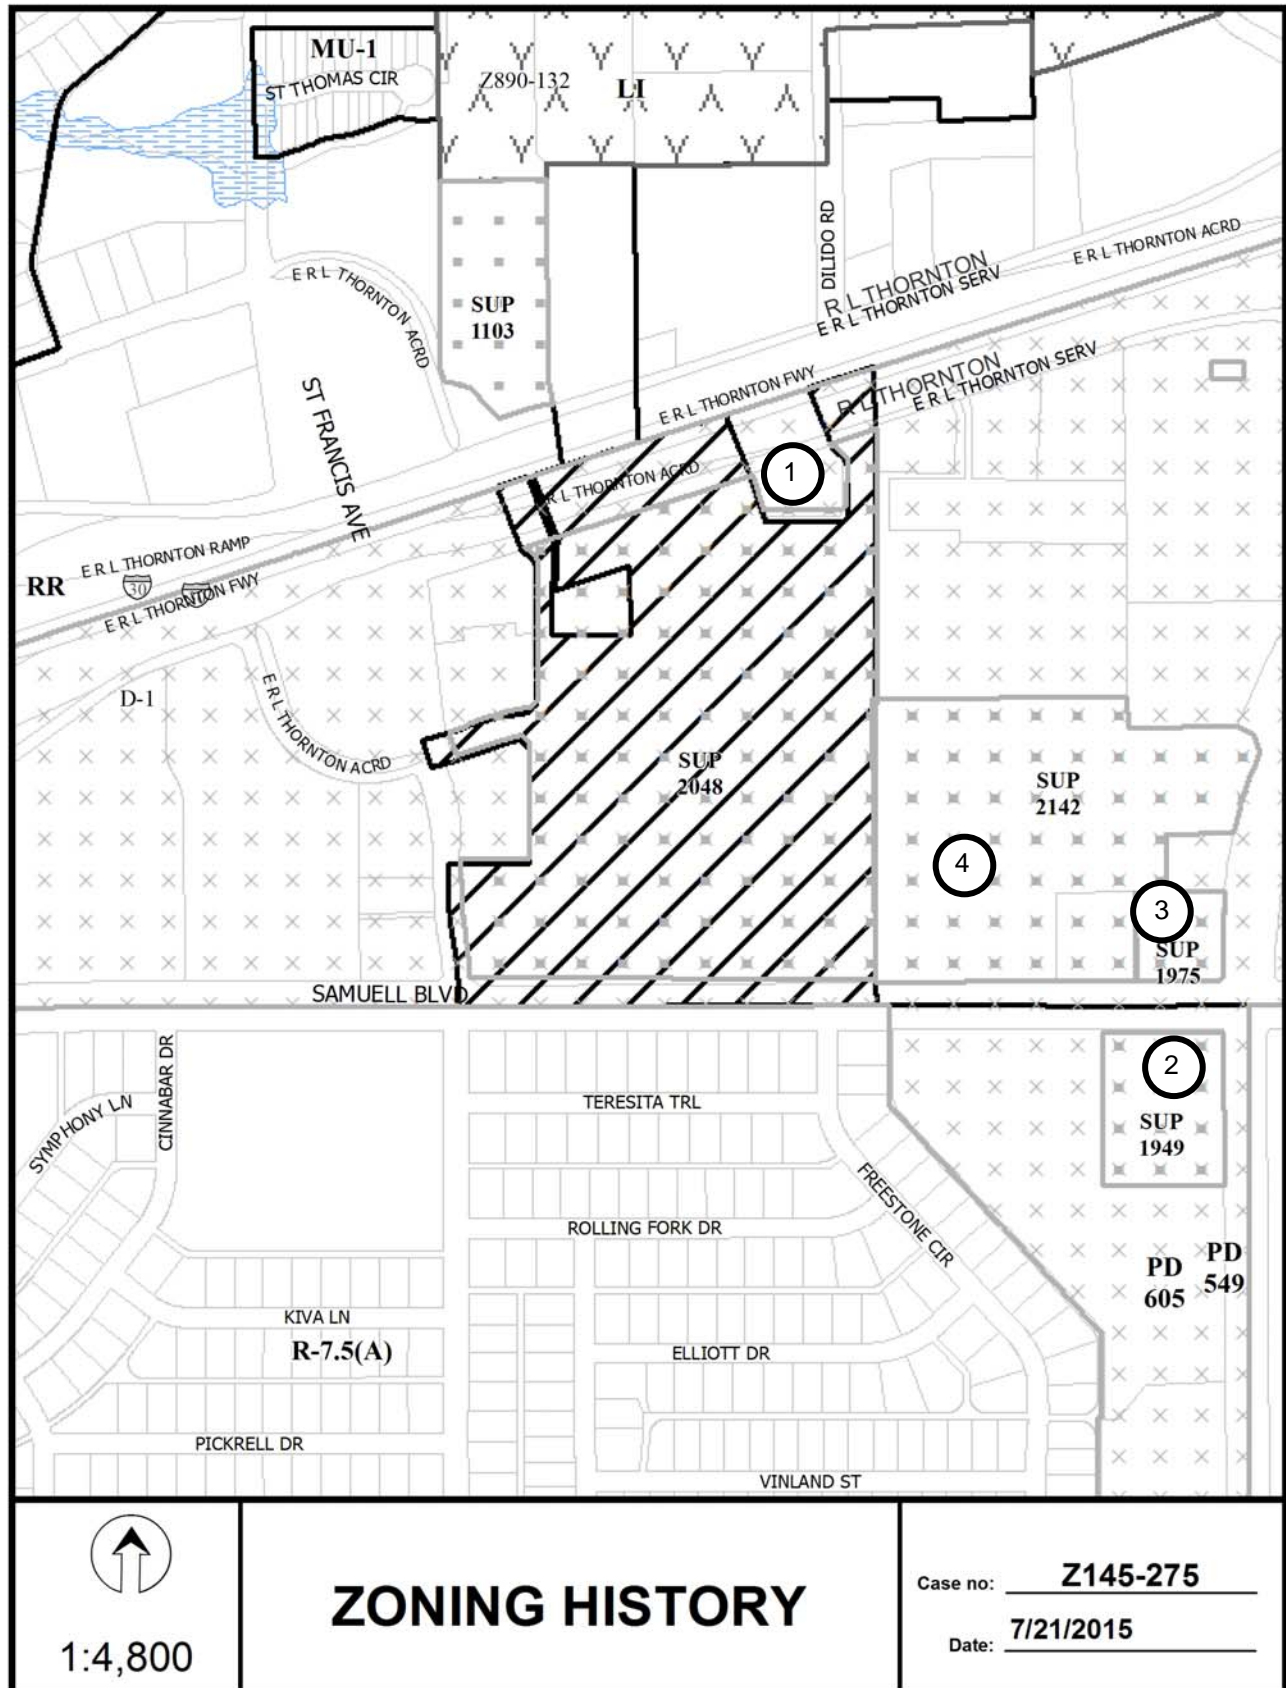 MU-1
ST THOMAS CIR
Z890-132
LI
DILIDO RD
E R L THORNTON ACRD
E R L THORNTON ACRD
R L THORNTON
E R L THORNTON SERV
SUP
1103
R L THORNTON
E R L THORNTON SERV
E R L THORNTON FWY
ST FRANCIS AVE
1
R L THORNTON ACRD
E R L THORNTON RAMP
RR
30
E R L THORNTON FWY
D-1
E R L THORNTON ACRD
SUP
2048
SUP
2142
4
3
SUP
1975
SAMUELL BLVD
CINNABAR DR
SYMPHONY LN
TERESITA TRL
2
SUP
1949
FREESTONE CIR
ROLLING FORK DR
PD
605
PD
549
KIVA LN
R-7.5(A)
ELLIOTT DR
PICKRELL DR
VINLAND ST
1:4,800
ZONING HISTORY
Case no: Z145-275
Date: 7/21/2015